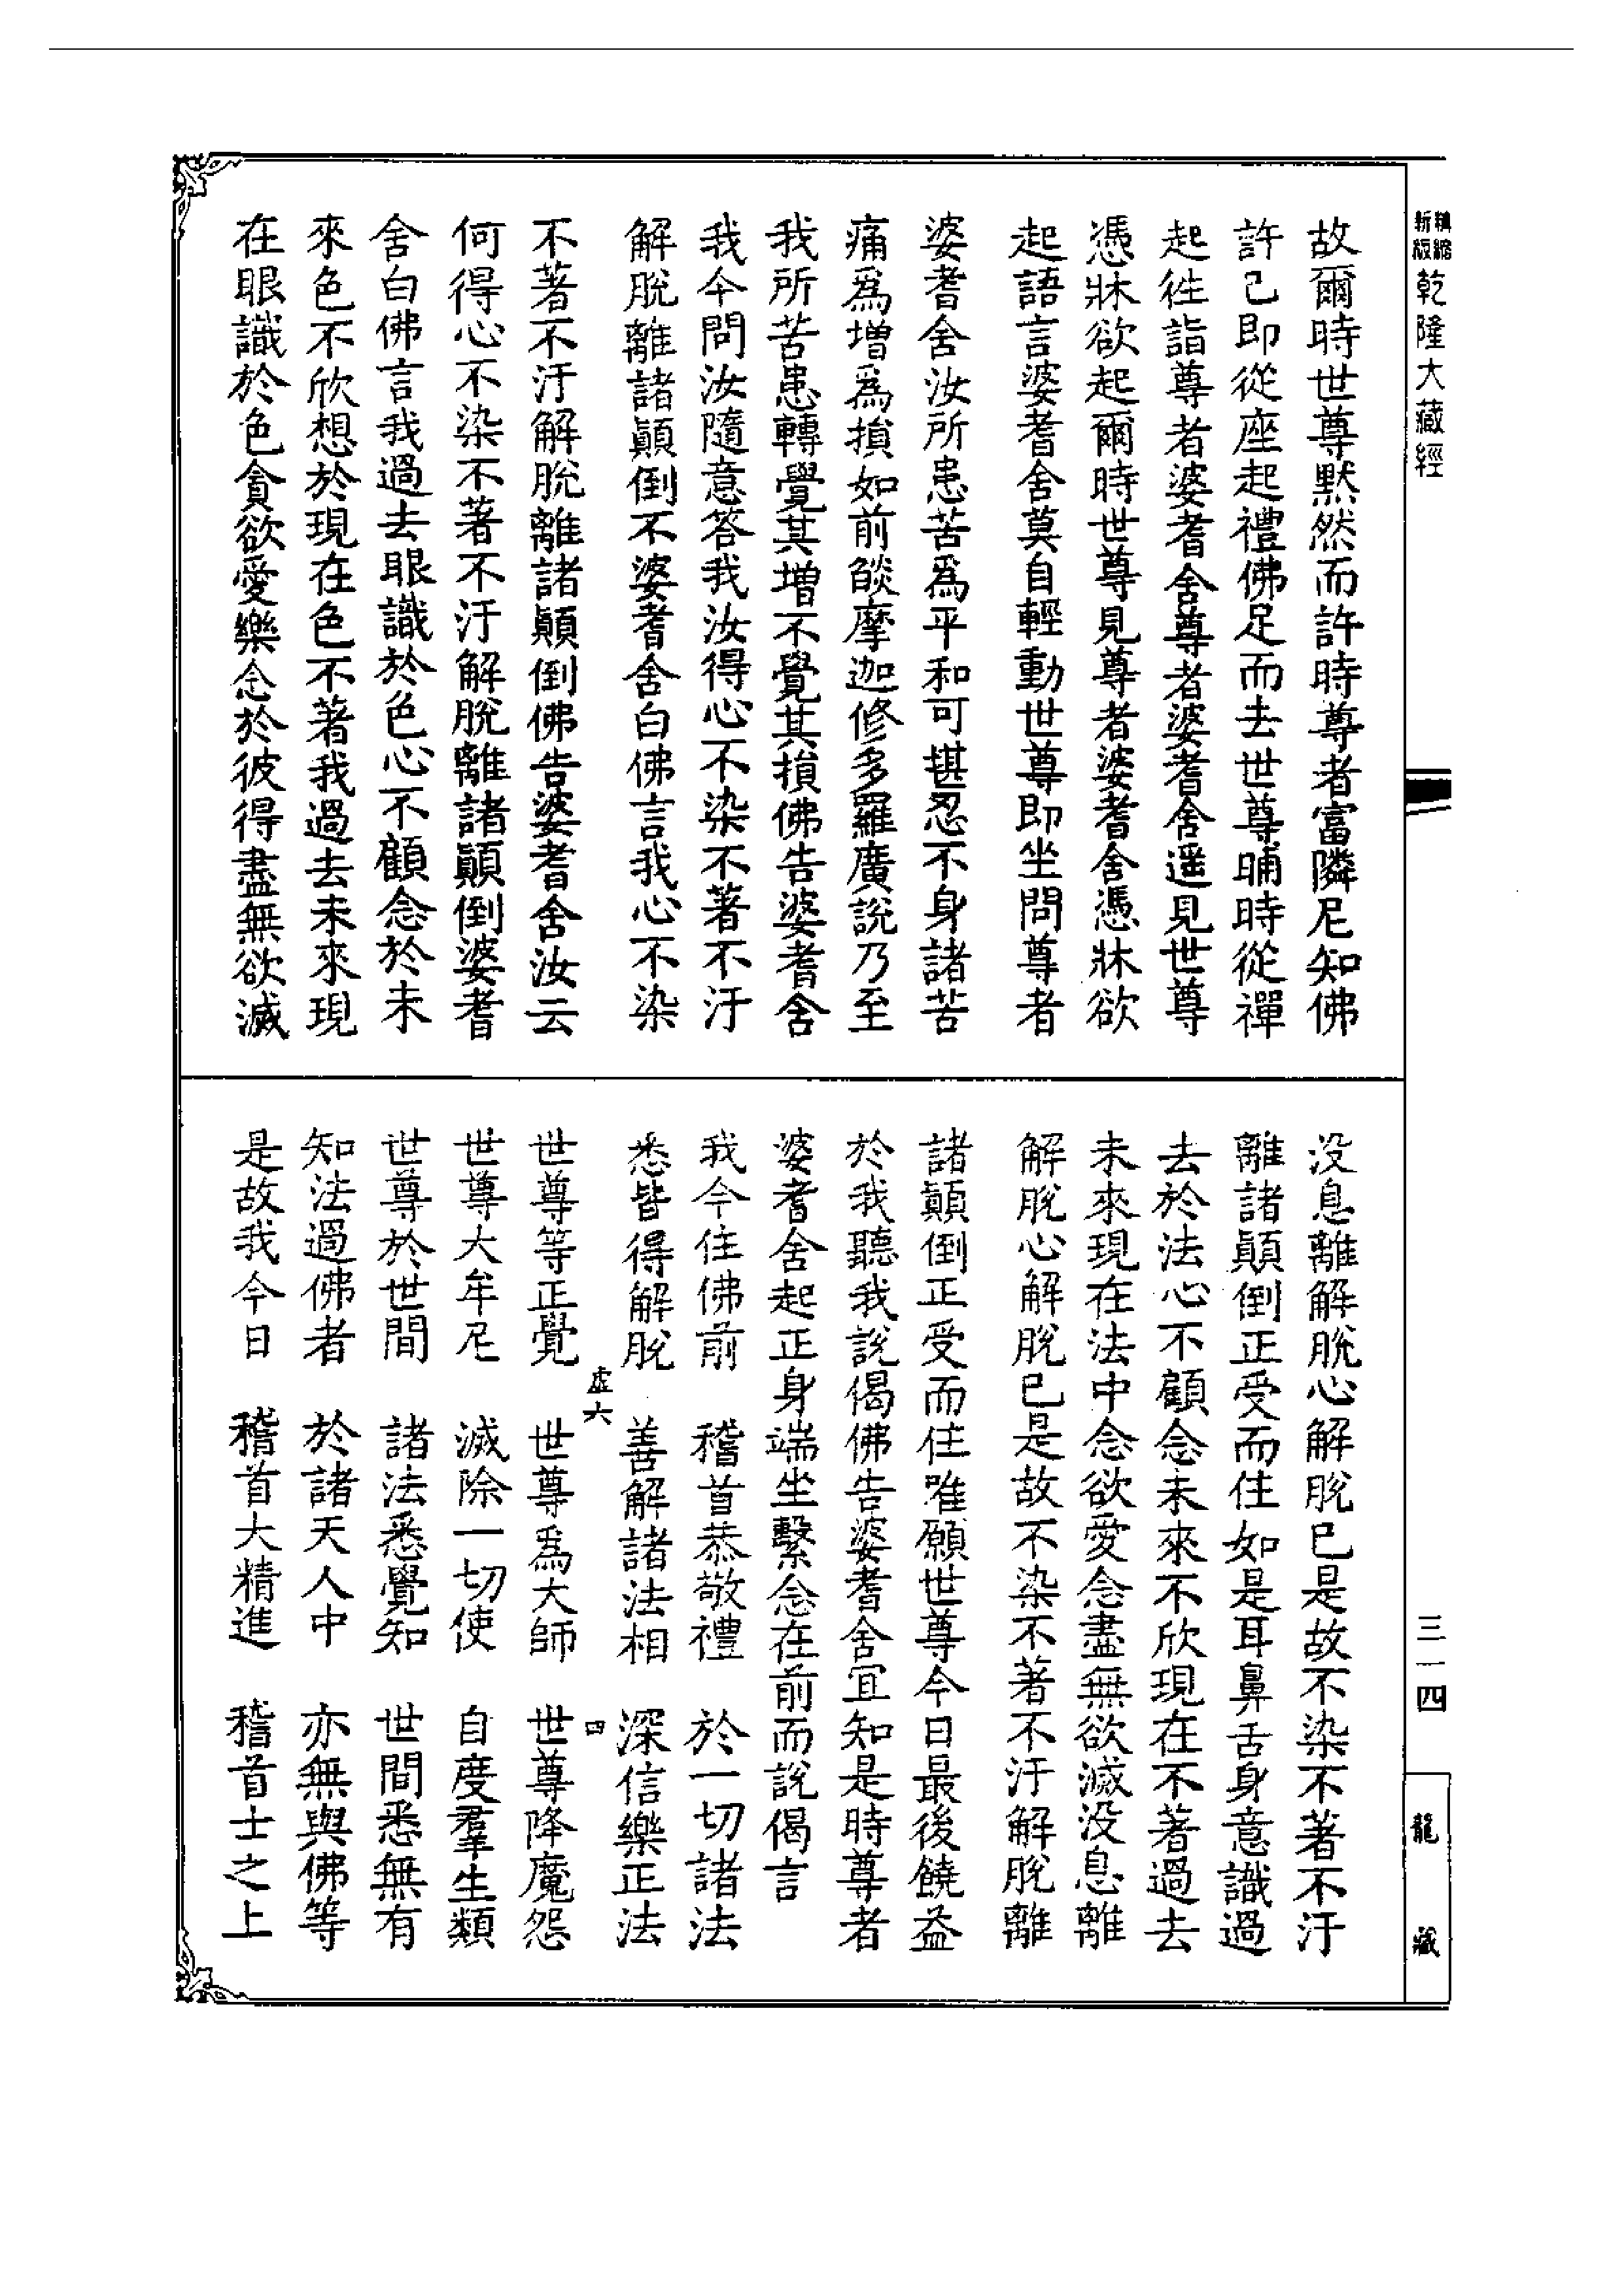 新版精縮
乾隆大藏經
三一四
龍藏
故爾時世尊默然而許時尊者富隣尼知佛
許已即從座起禮佛足而去世尊晡時從禪
起徃詣尊者婆耆舍尊者婆耆舍遥見世尊
憑牀欲起爾時世尊見尊者婆耆舍憑牀欲
起語言婆耆舍莫自輕動世尊即坐問尊者
婆耆舍汝所患苦爲平和可堪忍不身諸苦
痛爲增爲損如前燄摩迦修多羅廣說乃至
我所苦患轉覺其增不覺其損佛告婆耆舍
我今問汝隨意答我汝得心不染不著不汙
解脫離諸顛倒不婆耆舍白佛言我心不染
不著不汙解脫離諸顛倒佛告婆耆舍汝云
何得心不染不著不汙解脫離諸顛倒婆耆
舍白佛言我過去眼識於色心不顧念於未
來色不欣想於現在色不著我過去未來現
在眼識於色貪欲愛樂念於彼得盡無欲滅
没息離解脫心解脫已是故不染不著不汙
離諸顛倒正受而住如是耳鼻舌身意識過
去於法心不顧念未來不欣現在不著過去
未來現在法中念欲愛念盡無欲滅没息離
解脫心解脫已是故不染不著不汙解脫離
諸顛倒正受而住唯願世尊今日最後饒益
於我聽我說偈佛告婆耆舍宜知是時尊者
婆耆舍起正身端坐繫念在前而說偈言
我今住佛前　稽首恭敬禮　於一切諸法
悉皆得解脫　善解諸法相　深信樂正法
虛六　四
世尊等正覺　世尊爲大師　世尊降魔怨
世尊大牟尼　滅除一切使　自度羣生類
世尊於世間　諸法悉覺知　世間悉無有
知法過佛者　於諸天人中　亦無與佛等
是故我今日　稽首大精進　稽首士之上